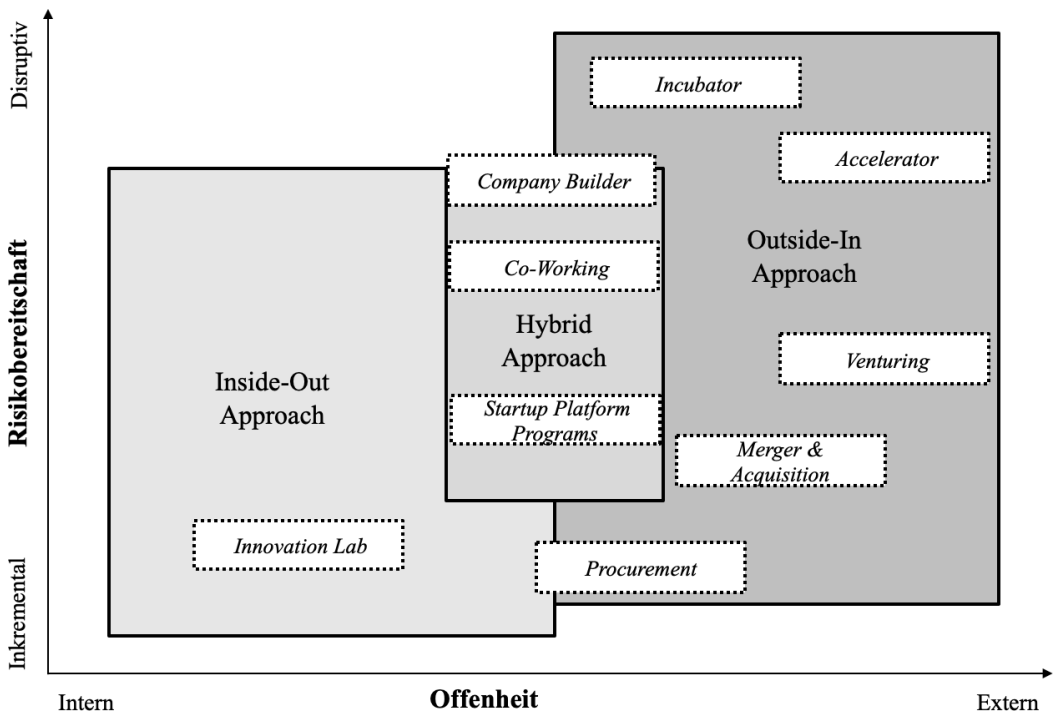 Disruptiv
Incubator
Accelerator
Company Builder
Outside-In
Approach
Co-Working
Risikobereitschaft
Hybrid
Approach
Venturing
Inside-Out
Approach
Startup Platform
Programs
Merger &
Acquisition
Innovation Lab
Procurement
Inkremental
Intern
Offenheit
Extern